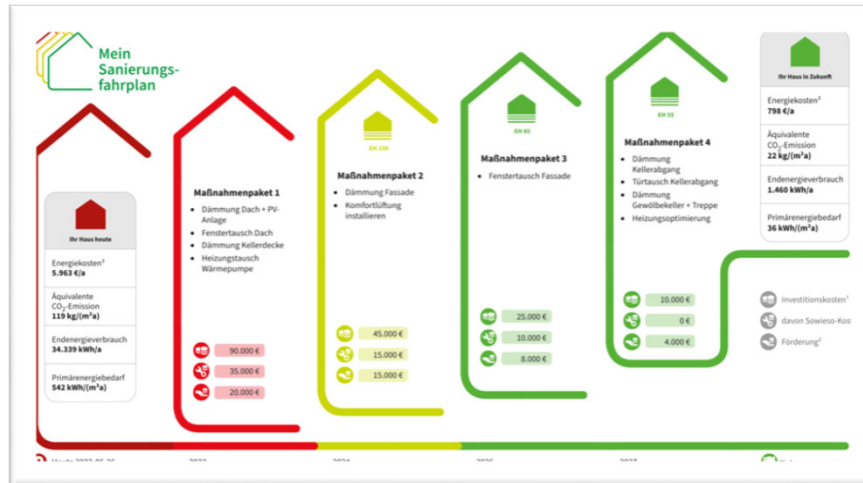 Mein
Sanierungs-
fahrplan
Ihr Haus heute
Energiekosten³
5.963 €/a
Äquivalente
CO₂-Emission
119 kg/(m²a)
Endenergieverbrauch
34.339 kWh/a
Primärenergiebedarf
542 kWh/(m²a)
Maßnahmenpaket 1
• Dämmung Dach + PV-
Anlage
• Fenstertausch Dach
• Dämmung Kellerdecke
• Heizungstausch
Wärmepumpe
90.000 €
35.000 €
20.000 €
EH 100
Maßnahmenpaket 2
• Dämmung Fassade
• Komfortlüftung
installieren
45.000 €
15.000 €
15.000 €
EH 85
Maßnahmenpaket 3
• Fenstertausch Fassade
25.000 €
10.000 €
8.000 €
EH 55
Maßnahmenpaket 4
• Dämmung
Kellerabgang
• Türtausch Kellerabgang
• Dämmung
Gewölbekeller + Treppe
• Heizungsoptimierung
10.000 €
0 €
4.000 €
Ihr Haus in Zukunft
Energiekosten³
798 €/a
Äquivalente
CO₂-Emission
22 kg/(m²a)
Endenergieverbrauch
1.460 kWh/a
Primärenergiebedarf
36 kWh/(m²a)
Investitionskosten¹
davon Sowieso-Kos
Förderung²